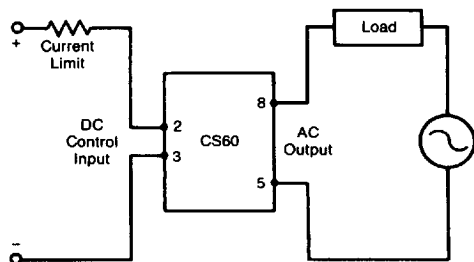 +
Current
Limit
DC
Control
Input
−
2
3
CS60
8
5
AC
Output
Load